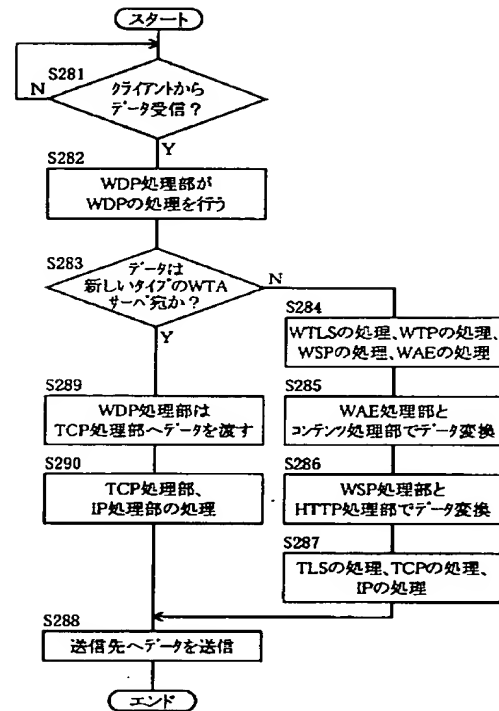 スタート
S281
N
クライアントから
データ受信？
Y
S282
WDP処理部が
WDPの処理を行う
S283
データは
新しいタイプのWTA
サーバ宛か？
N
Y
S284
WTLSの処理、WTPの処理、
WSPの処理、WAEの処理
S289
WDP処理部は
TCP処理部へデータを渡す
S285
WAE処理部と
コンテンツ処理部でデータ変換
S290
TCP処理部、
IP処理部の処理
S286
WSP処理部と
HTTP処理部でデータ変換
S287
TLSの処理、TCPの処理、
IPの処理
S288
送信先へデータを送信
エンド